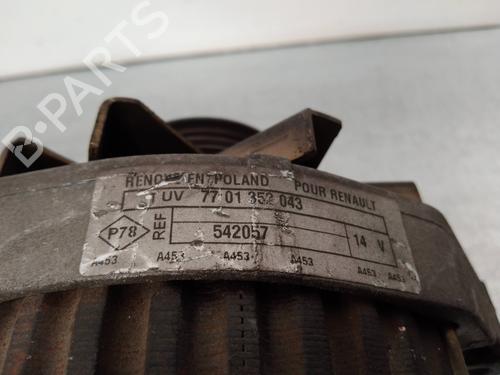 B-PARTS
RENOVE EN POLAND POUR RENAULT
UV 77 01 352 043
P78 REF 542057 14 V
A453 A453 A453 A453 A453 A453